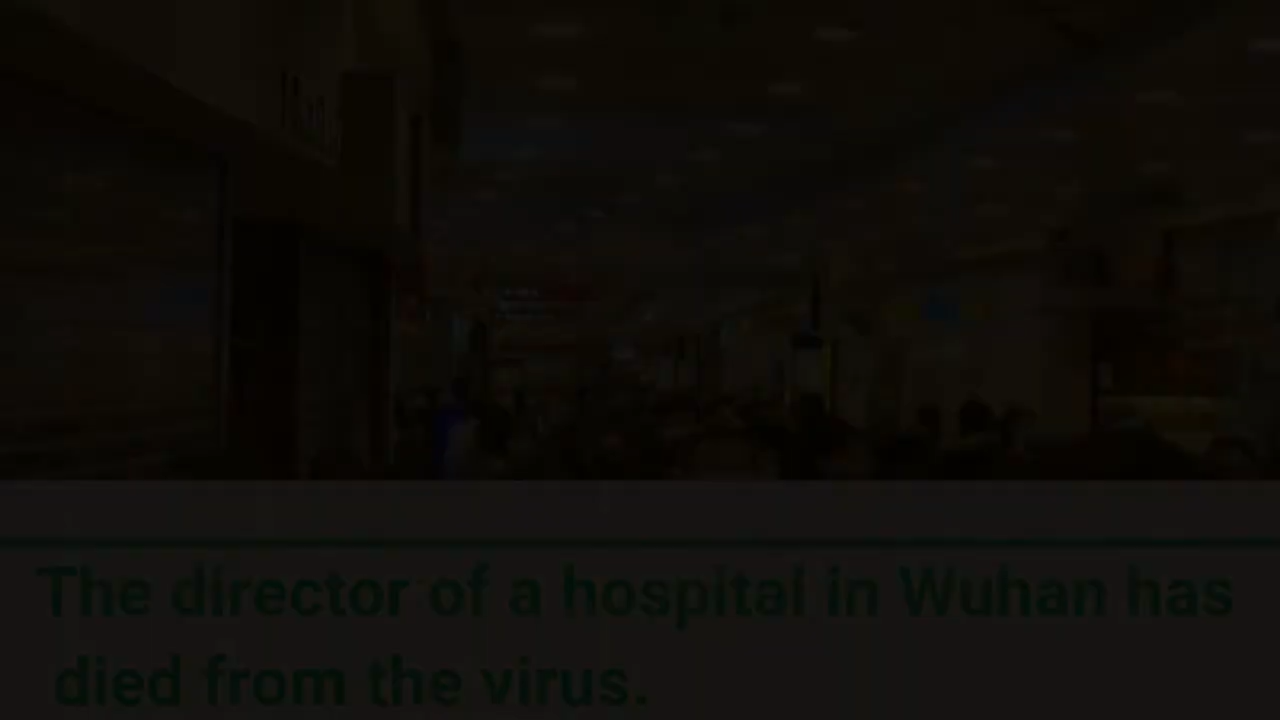 The director of a hospital in Wuhan has
died from the virus.